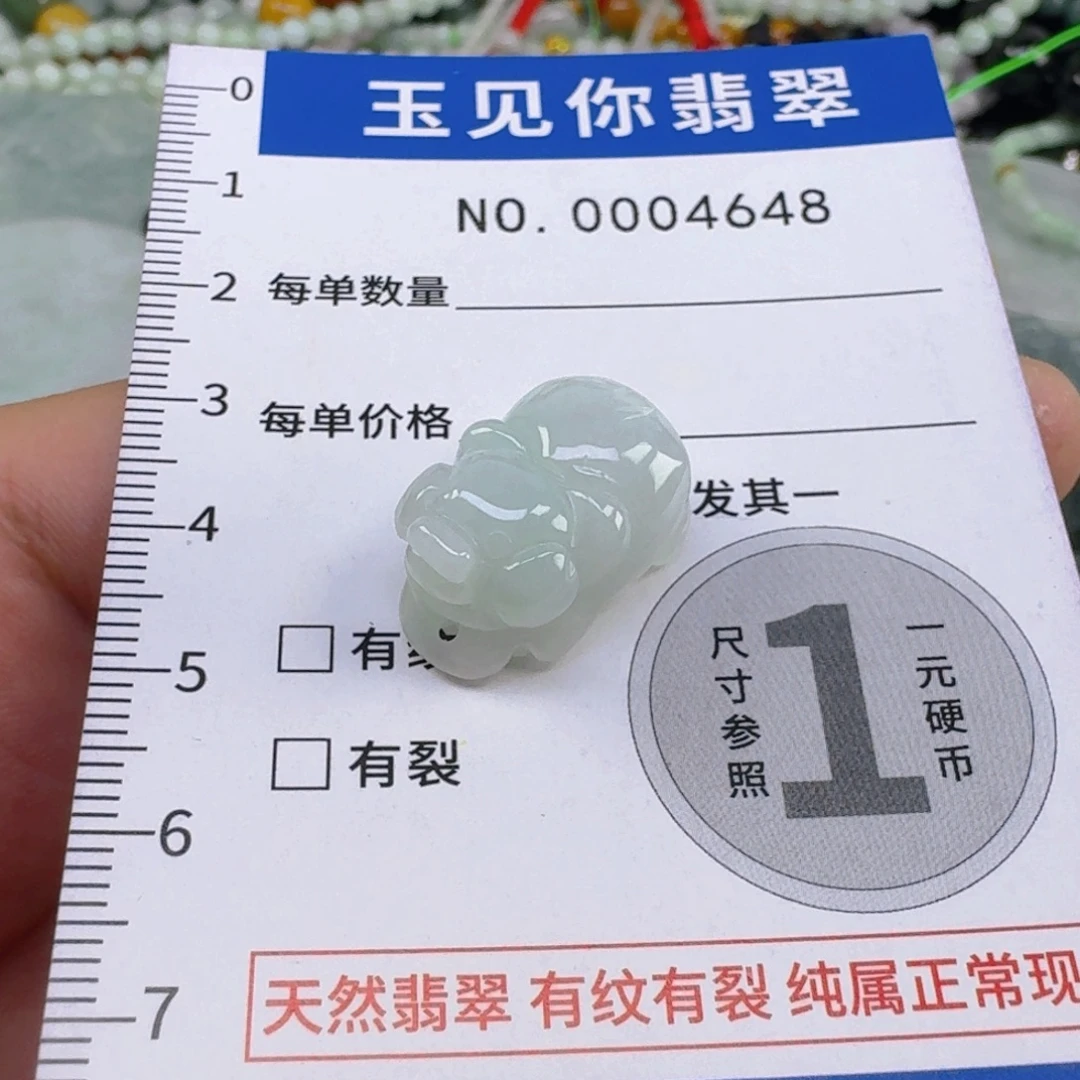 玉见你翡翠
NO. 0004648
每单数量
每单价格
发其一
有
有裂
尺寸参照
1
一元硬币
天然翡翠 有纹有裂 纯属正常现
0
1
2
3
4
5
6
7